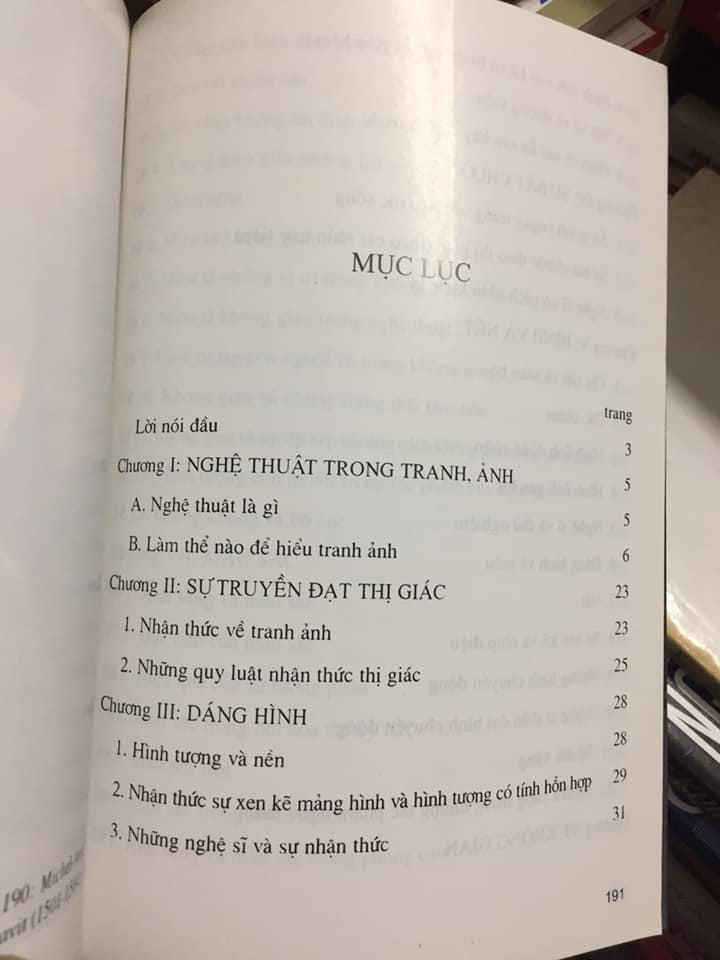 MỤC LỤC
trang
Lời nói đầu 3
Chương I: NGHỆ THUẬT TRONG TRANH, ẢNH 5
A. Nghệ thuật là gì 5
B. Làm thế nào để hiểu tranh ảnh 6
Chương II: SỰ TRUYỀN ĐẠT THỊ GIÁC 23
1. Nhận thức về tranh ảnh 23
2. Những quy luật nhận thức thị giác 25
Chương III: DÁNG HÌNH 28
1. Hình tượng và nền 28
2. Nhận thức sự xen kẽ mảng hình và hình tượng có tính hỗn hợp 29
3. Những nghệ sĩ và sự nhận thức 31
191
190: